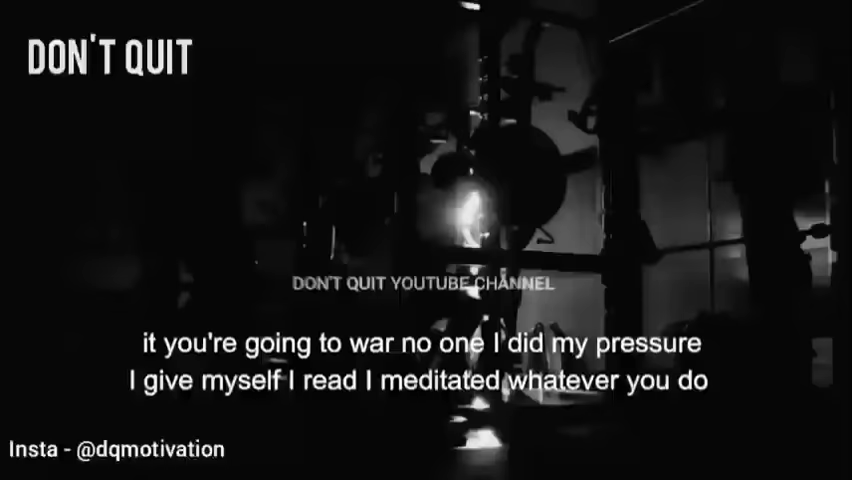 DON'T QUIT
DON'T QUIT YOUTUBE CHANNEL
it you're going to war no one I did my pressure
I give myself I read I meditated whatever you do
Insta - @dqmotivation